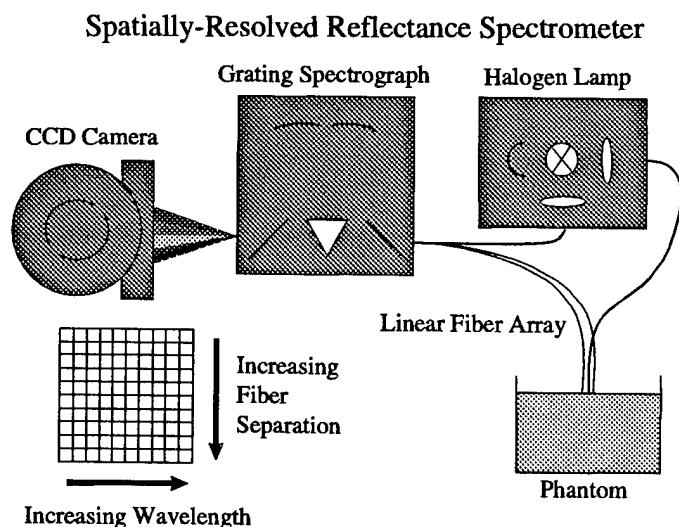 Spatially-Resolved Reflectance Spectrometer
Grating Spectrograph
Halogen Lamp
CCD Camera
Linear Fiber Array
Increasing
Fiber
Separation
Phantom
Increasing Wavelength